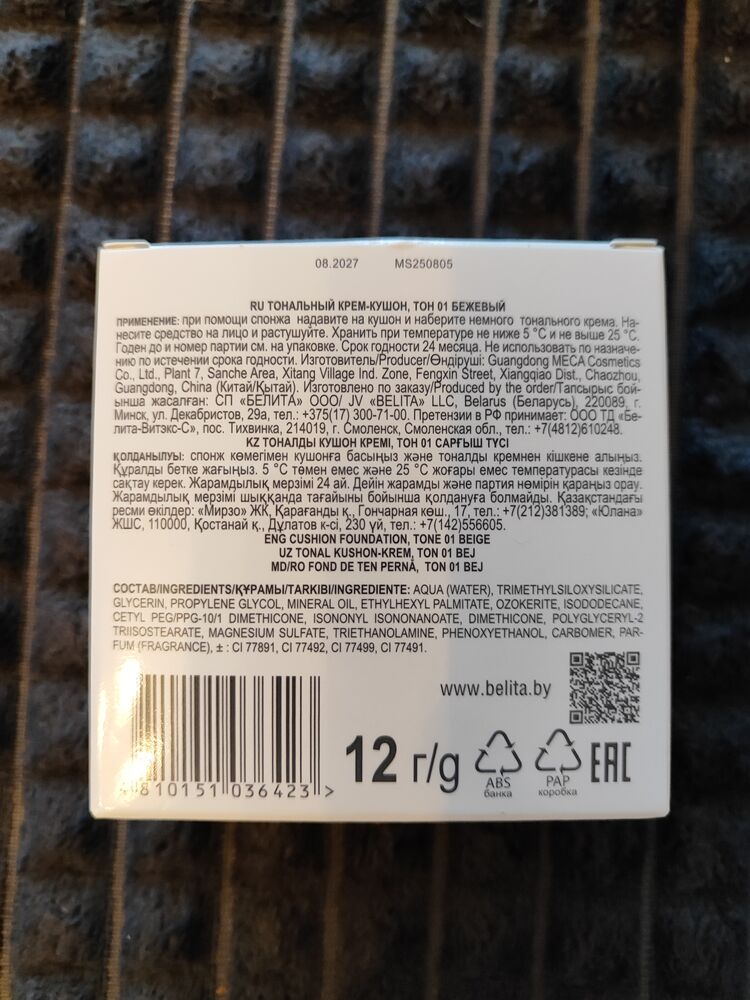 08.2027 MS250805
RU ТОНАЛЬНЫЙ КРЕМ-КУШОН, ТОН 01 БЕЖЕВЫЙ
ПРИМЕНЕНИЕ: при помощи спонжа надавите на кушон и наберите немного тонального крема. На-
несите средство на лицо и растушуйте. Хранить при температуре не ниже 5 °C и не выше 25 °C.
Годен до и номер партии см. на упаковке. Срок годности 24 месяца. Не использовать по назначе-
нию по истечении срока годности. Изготовитель/Producer/Өндіруші: Guangdong MECA Cosmetics
Co., Ltd., Plant 7, Sanche Area, Xitang Village Ind. Zone, Fengxin Street, Xiangqiao Dist., Chaozhou,
Guangdong, China (Китай/Қытай). Изготовлено по заказу/Produced by the order/Тапсырыс бой-
ынша жасалған: СП «БЕЛИТА» ООО/ JV «BELITA» LLC, Belarus (Беларусь), 220089, г.
Минск, ул. Декабристов, 29а, тел.: +375(17) 300-71-00. Претензии в РФ принимает: ООО ТД «Бе-
лита-Витэкс-С», пос. Тихвинка, 214019, г. Смоленск, Смоленская обл., тел.: +7(4812)610248.
KZ ТОНАЛДЫ КУШОН КРЕМІ, ТОН 01 САРҒЫШ ТҮСІ
ҚОЛДАНЫЛУЫ: спонж көмегімен кушонға басыңыз және тоналды кремнен кішкене алыңыз.
Құралды бетке жағыңыз. 5 °C төмен емес және 25 °C жоғары емес температурасы кезінде
сақтау керек. Жарамдылық мерзімі 24 ай. Дейін жарамды және партия нөмірін қараңыз орау.
Жарамдылық мерзімі шыққанда тағайыны бойынша қолдануға болмайды. Қазақстандағы
ресми өкілдер: «Мирзо» ЖК, Қарағанды қ., Гончарная көш., 17, тел.: +7(212)381389; «Юлана»
ЖШС, 110000, Қостанай қ., Дулатов к-сі, 230 үй, тел.: +7(142)556605.
ENG CUSHION FOUNDATION, TONE 01 BEIGE
UZ TONAL KUSHON-KREM, TON 01 BEJ
MD/RO FOND DE TEN PERNĂ, TON 01 BEJ
СОСТАВ/INGREDIENTS/ҚҰРАМЫ/TARKIBI/INGREDIENTE: AQUA (WATER), TRIMETHYLSILOXYSILICATE,
GLYCERIN, PROPYLENE GLYCOL, MINERAL OIL, ETHYLHEXYL PALMITATE, OZOKERITE, ISODODECANE,
CETYL PEG/PPG-10/1 DIMETHICONE, ISONONYL ISONONANOATE, DIMETHICONE, POLYGLYCERYL-2
TRIISOSTEARATE, MAGNESIUM SULFATE, TRIETHANOLAMINE, PHENOXYETHANOL, CARBOMER, PAR-
FUM (FRAGRANCE), ± : CI 77891, CI 77492, CI 77499, CI 77491.
www.belita.by
4 810151 036423 >
12 г/g
ABS
банка
PAP
коробка
EAC